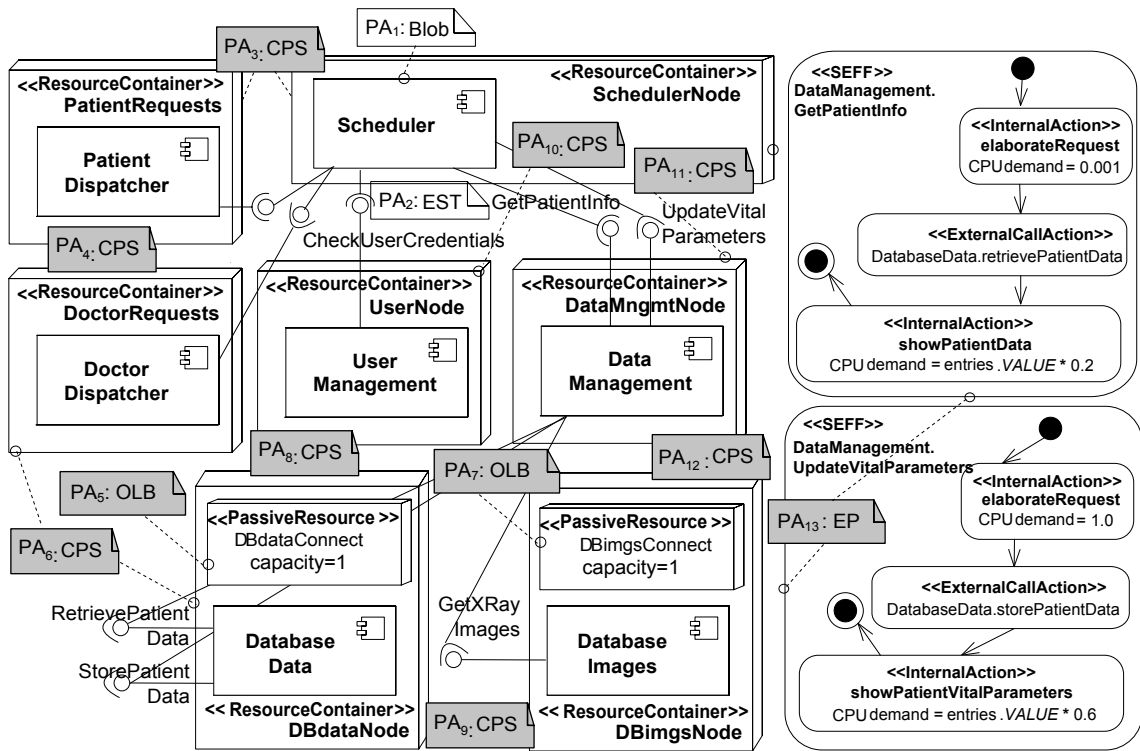 PA1: Blob
PA3: CPS
<<ResourceContainer>>
PatientRequests
Patient
Dispatcher
<<ResourceContainer>>
SchedulerNode
Scheduler
PA10: CPS
PA11: CPS
PA2: EST
GetPatientInfo
UpdateVital
Parameters
CheckUserCredentials
PA4: CPS
<<ResourceContainer>>
DoctorRequests
Doctor
Dispatcher
<<ResourceContainer>>
UserNode
User
Management
<<ResourceContainer>>
DataMngmtNode
Data
Management
PA8: CPS
PA7: OLB
PA12: CPS
PA5: OLB
PA6: CPS
<<PassiveResource >>
DBdataConnect
capacity=1
<<PassiveResource >>
DBimgsConnect
capacity=1
RetrievePatient
Data
StorePatient
Data
Database
Data
<< ResourceContainer>>
DBdataNode
GetXRay
Images
Database
Images
PA9: CPS
<< ResourceContainer>>
DBimgsNode
<<SEFF>>
DataManagement.
GetPatientInfo
<<InternalAction>>
elaborateRequest
CPU demand = 0.001
<<ExternalCallAction>>
DatabaseData.retrievePatientData
<<InternalAction>>
showPatientData
CPU demand = entries .VALUE * 0.2
<<SEFF>>
DataManagement.
UpdateVitalParameters
<<InternalAction>>
elaborateRequest
CPU demand = 1.0
PA13: EP
<<ExternalCallAction>>
DatabaseData.storePatientData
<<InternalAction>>
showPatientVitalParameters
CPU demand = entries .VALUE * 0.6